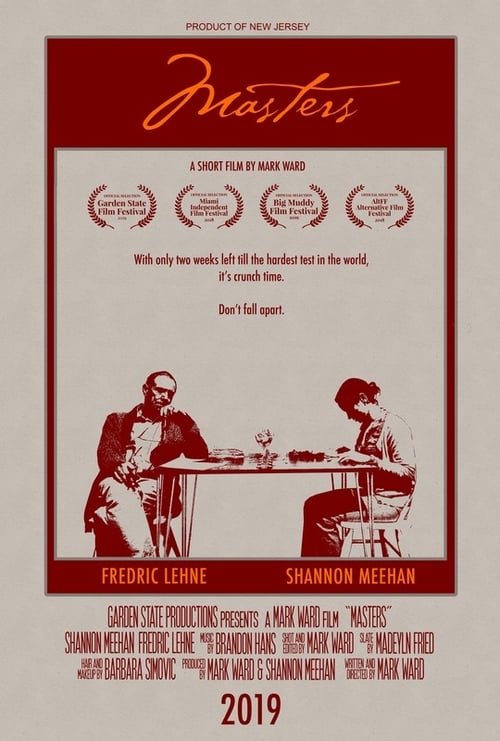 PRODUCT OF NEW JERSEY
Masters
A SHORT FILM BY MARK WARD
OFFICIAL SELECTION
Garden State
Film Festival
2019
OFFICIAL SELECTION
Miami
Independent
Film Festival
2018
OFFICIAL SELECTION
Big Muddy
Film Festival
2019
OFFICIAL SELECTION
AltFF
Alternative Film
Festival
2018
With only two weeks left till the hardest test in the world,
it's crunch time.
Don't fall apart.
FREDRIC LEHNE SHANNON MEEHAN
GARDEN STATE PRODUCTIONS PRESENTS A MARK WARD FILM "MASTERS"
SHANNON MEEHAN FREDRIC LEHNE MUSIC BY BRANDON HANS SHOT AND EDITED BY MARK WARD SLATE BY MADEYLN FRIED
HAIR AND MAKEUP BY BARBARA SIMOVIC PRODUCED BY MARK WARD & SHANNON MEEHAN WRITTEN AND DIRECTED BY MARK WARD
2019